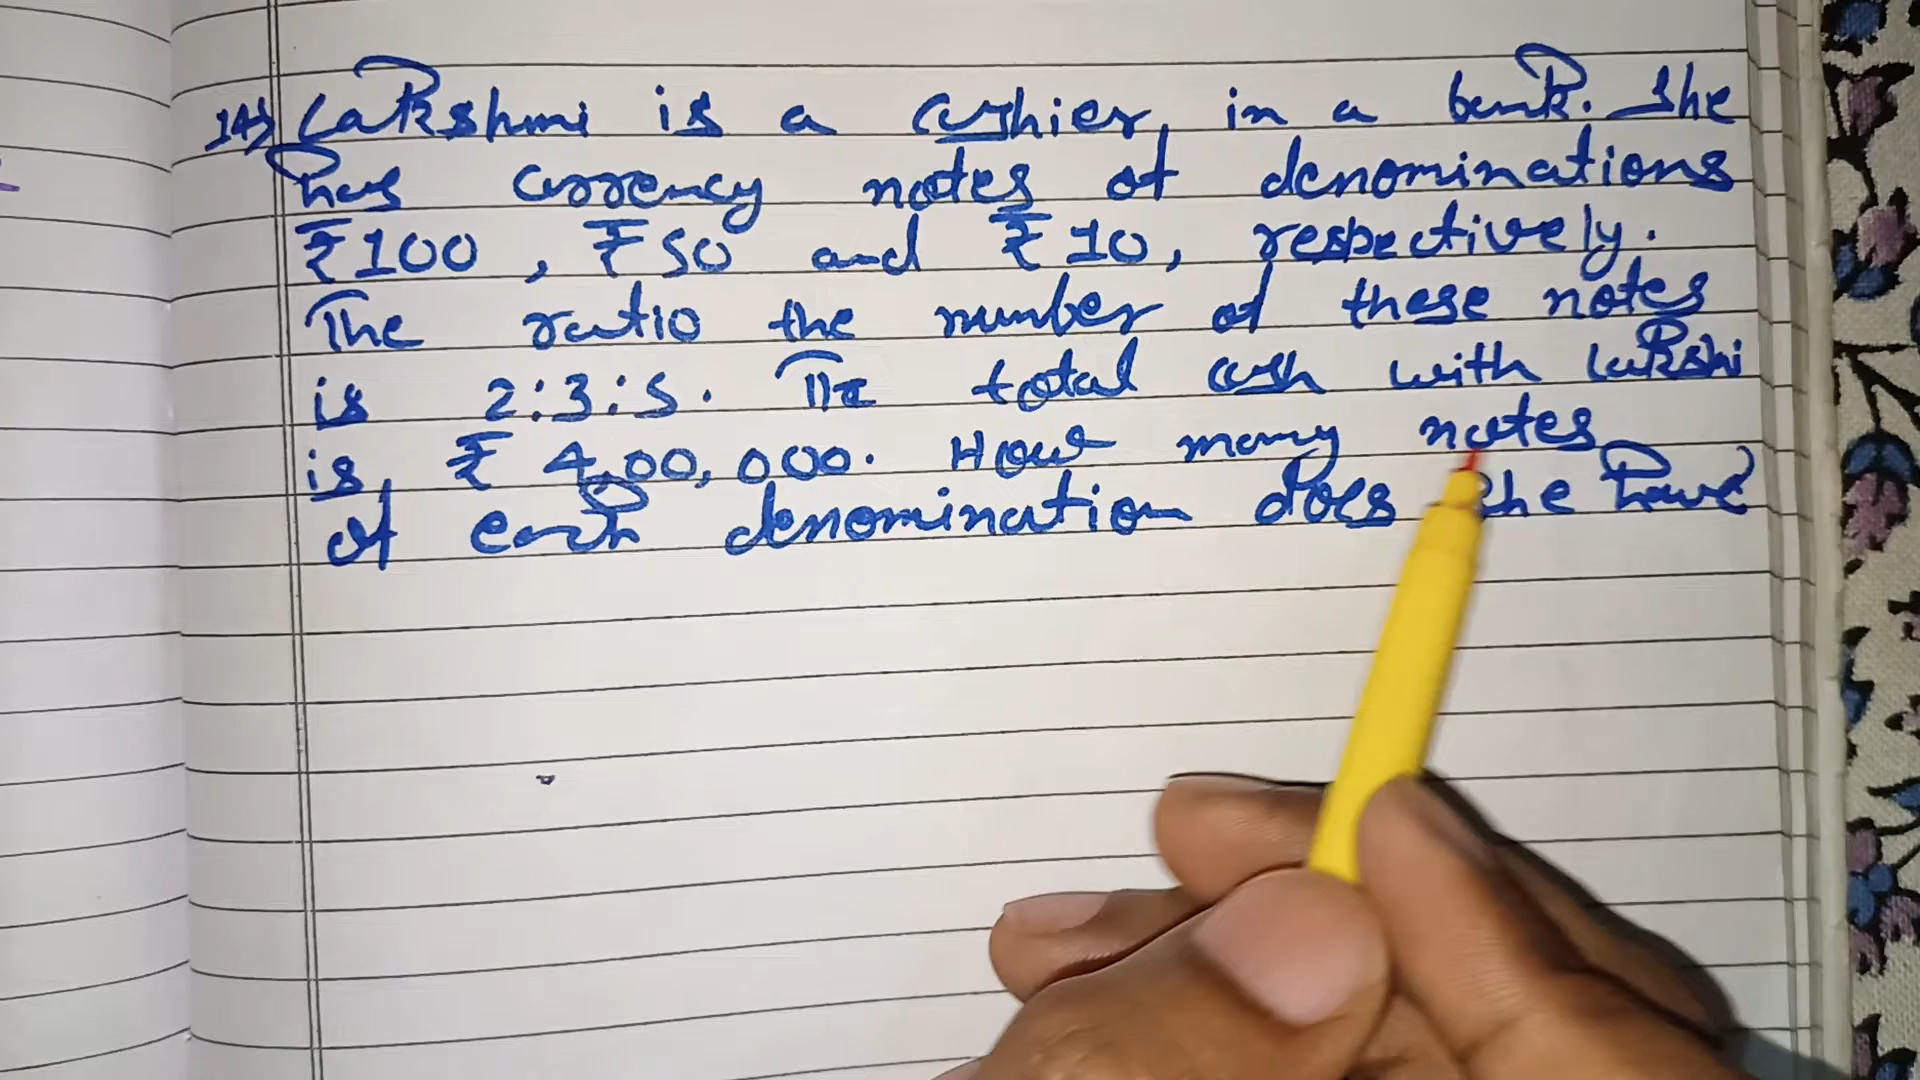 14) Lakshmi is a cashier in a bank. She
has currency notes of denominations
₹100, ₹50 and ₹10, respectively.
The ratio the number of these notes
is 2:3:5. The total cash with Lakshi
is ₹ 4,00,000. How many notes
of each denomination does she have ?